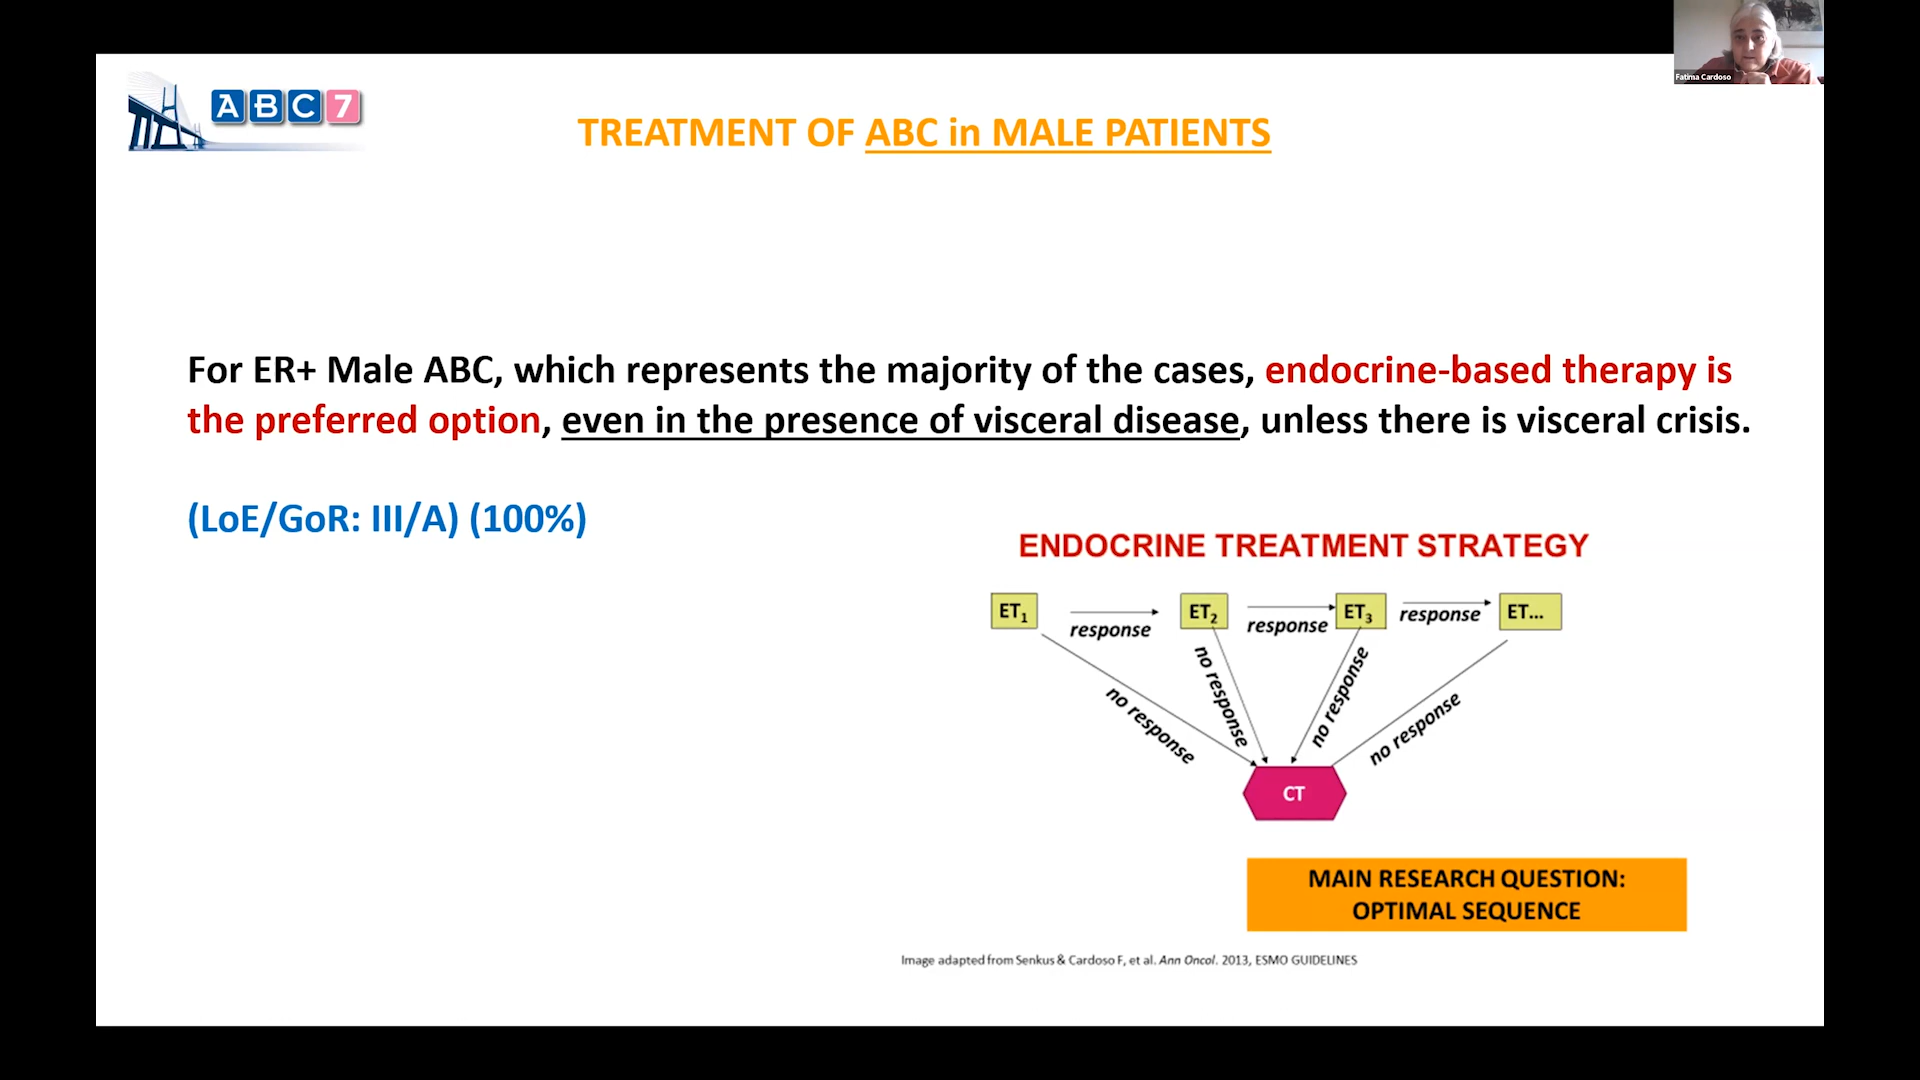 Fatima Cardoso
ABC7
TREATMENT OF ABC in MALE PATIENTS
For ER+ Male ABC, which represents the majority of the cases, endocrine-based therapy is
the preferred option, even in the presence of visceral disease, unless there is visceral crisis.
(LoE/GoR: III/A) (100%)
ENDOCRINE TREATMENT STRATEGY
ET1
response
ET2
response
ET3
response
ET...
no response
no response
no response
no response
CT
MAIN RESEARCH QUESTION:
OPTIMAL SEQUENCE
Image adapted from Senkus & Cardoso F, et al. Ann Oncol. 2013, ESMO GUIDELINES